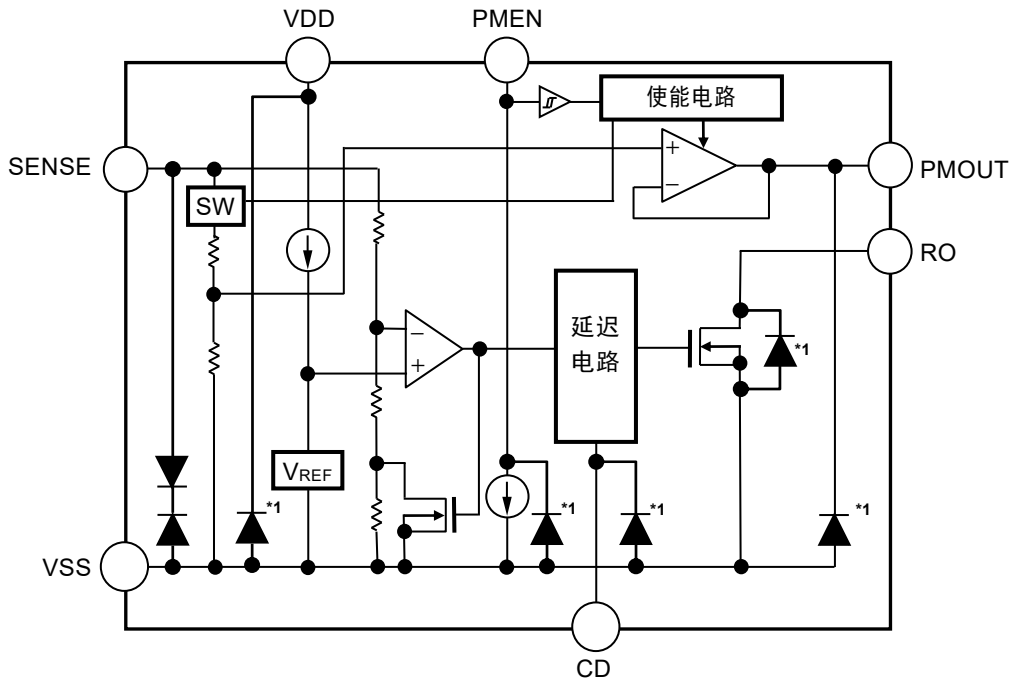 VDD
PMEN
使能电路
SENSE
+
−
PMOUT
SW
RO
−
+
延迟
电路
*1
VREF
*1
*1
*1
*1
VSS
CD